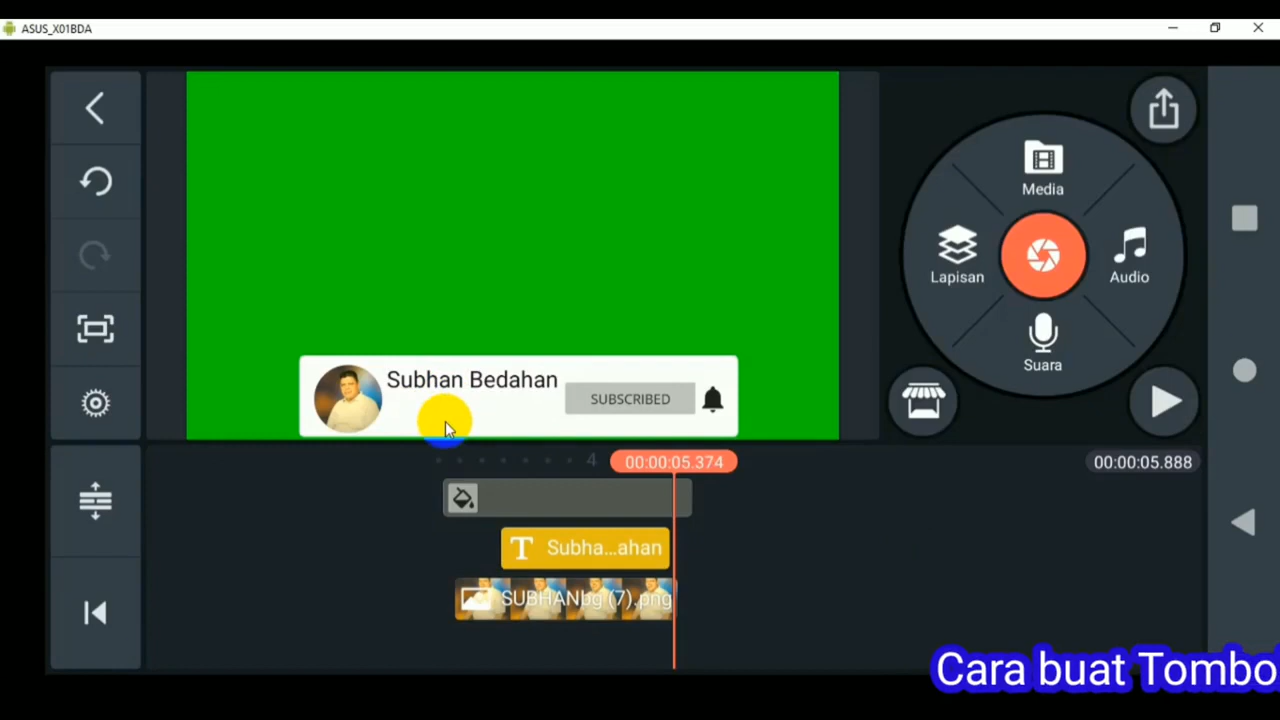 ASUS_X01BDA
Media
Lapisan
Audio
Suara
Subhan Bedahan
SUBSCRIBED
4
00:00:05.374
00:00:05.888
T Subha...ahan
SUBHANbg (7).png
Cara buat Tombo